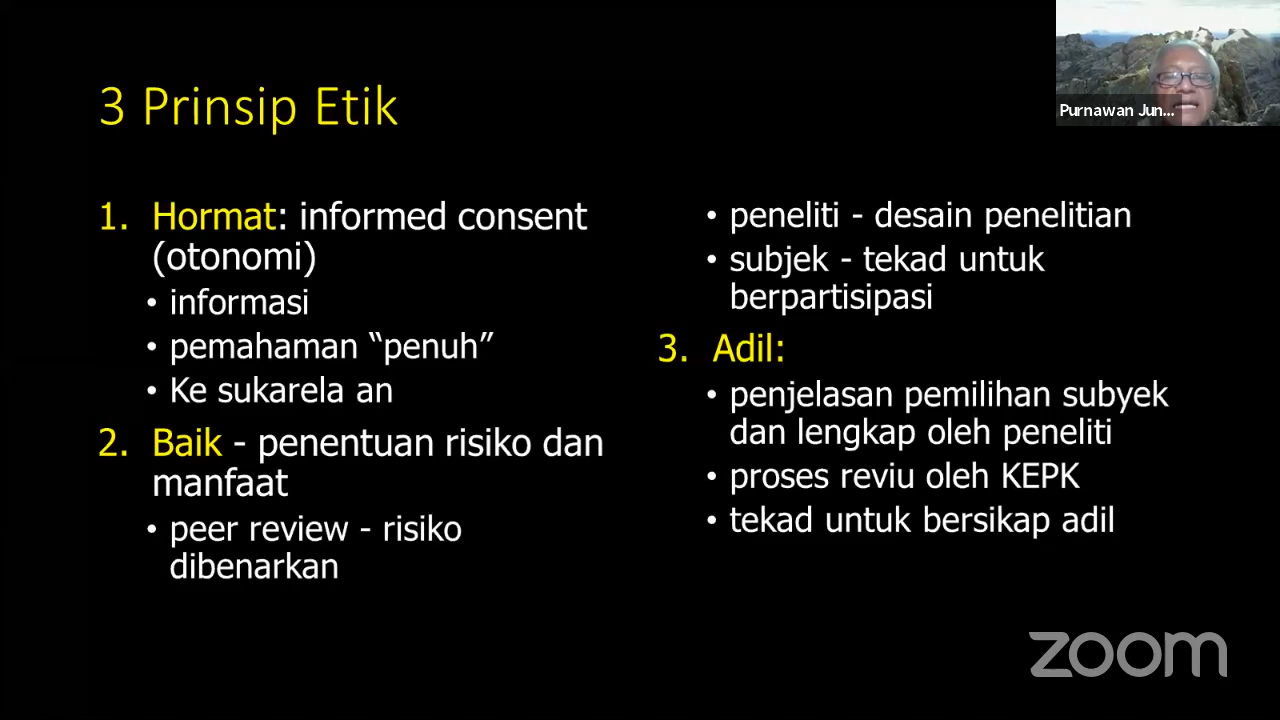 3 Prinsip Etik
1. Hormat: informed consent
(otonomi)
• informasi
• pemahaman “penuh”
• Ke sukarela an
2. Baik - penentuan risiko dan
manfaat
• peer review - risiko
dibenarkan
• peneliti - desain penelitian
• subjek - tekad untuk
berpartisipasi
3. Adil:
• penjelasan pemilihan subyek
dan lengkap oleh peneliti
• proses reviu oleh KEPK
• tekad untuk bersikap adil
Purnawan Jun...
zoom